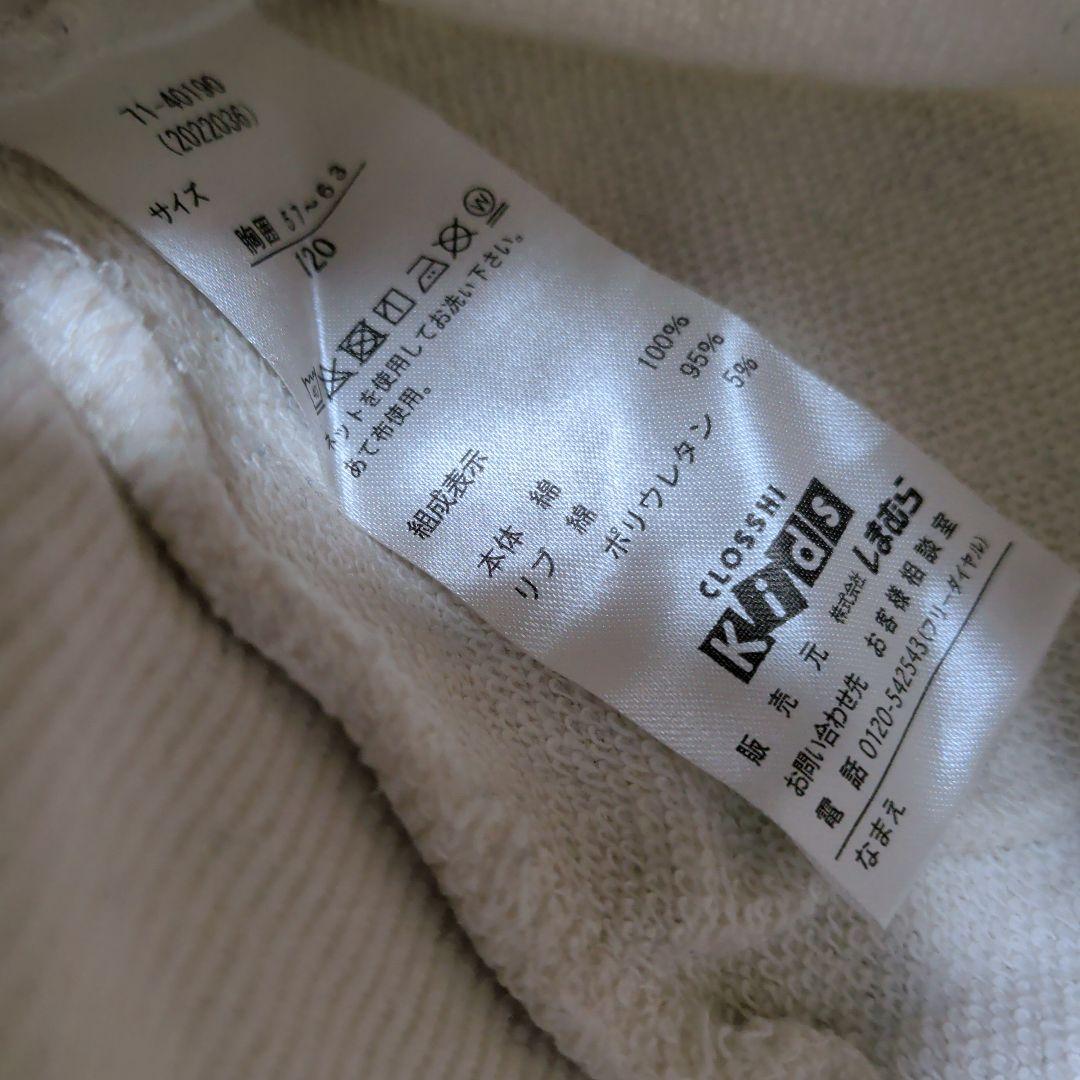 71-40190
(2022036)
サイズ
胸囲 57~63
120
ネットを使用してお洗い下さい。
あて布使用。
組成表示
本体 綿 100%
リブ 綿 95%
ポリウレタン 5%
CLOSSHI
Kids
販売元 株式会社 しまむら
お問い合わせ先 お客様相談室
電話 0120-542543(フリーダイヤル)
なまえ